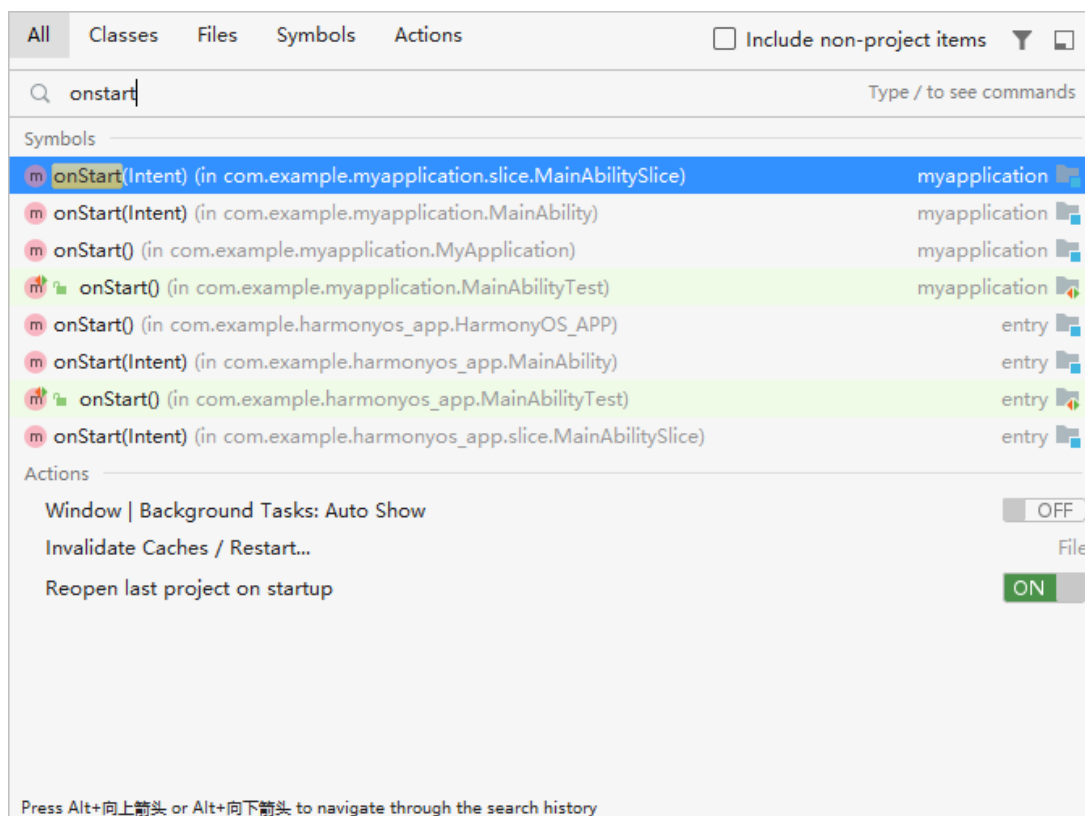 All Classes Files Symbols Actions Include non-project items
onstart Type / to see commands
Symbols
m onStart(Intent) (in com.example.myapplication.slice.MainAbilitySlice) myapplication
m onStart(Intent) (in com.example.myapplication.MainAbility) myapplication
m onStart() (in com.example.myapplication.MyApplication) myapplication
m onStart() (in com.example.myapplication.MainAbilityTest) myapplication
m onStart() (in com.example.harmonyos_app.HarmonyOS_APP) entry
m onStart(Intent) (in com.example.harmonyos_app.MainAbility) entry
m onStart() (in com.example.harmonyos_app.MainAbilityTest) entry
m onStart(Intent) (in com.example.harmonyos_app.slice.MainAbilitySlice) entry
Actions
Window | Background Tasks: Auto Show OFF
Invalidate Caches / Restart... File
Reopen last project on startup ON
Press Alt+向上箭头 or Alt+向下箭头 to navigate through the search history